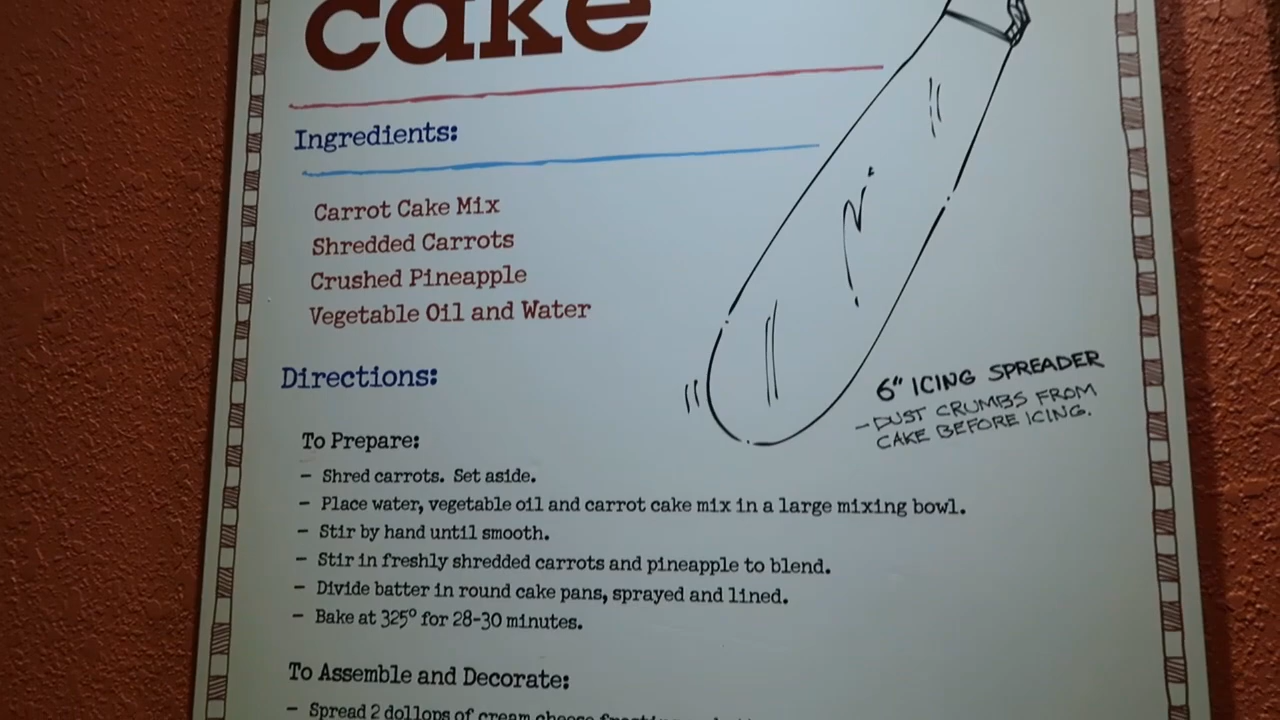 cake
Ingredients:
Carrot Cake Mix
Shredded Carrots
Crushed Pineapple
Vegetable Oil and Water
6" ICING SPREADER
- DUST CRUMBS FROM
CAKE BEFORE ICING.
Directions:
To Prepare:
- Shred carrots. Set aside.
- Place water, vegetable oil and carrot cake mix in a large mixing bowl.
- Stir by hand until smooth.
- Stir in freshly shredded carrots and pineapple to blend.
- Divide batter in round cake pans, sprayed and lined.
- Bake at 325° for 28-30 minutes.
To Assemble and Decorate:
- Spread 2 dollops of cream cheese frosting